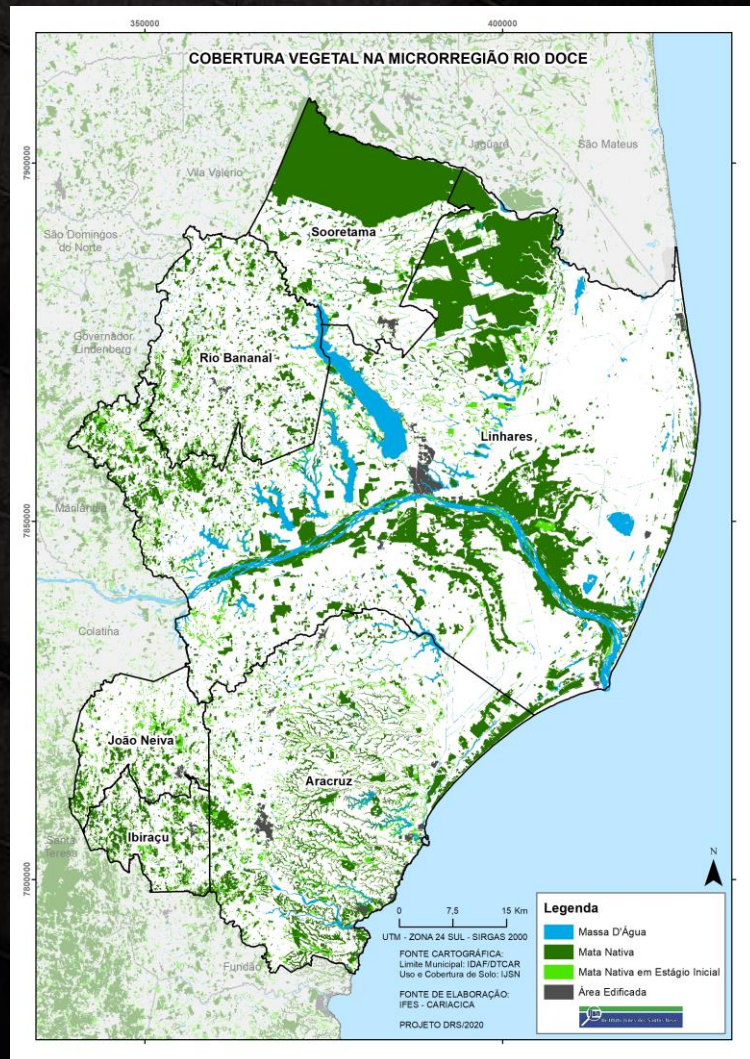 350000
400000
COBERTURA VEGETAL NA MICRORREGIÃO RIO DOCE
7900000
Jaguaré
São Mateus
Vila Valério
São Domingos
do Norte
Sooretama
Governador
Lindenberg
Rio Bananal
Linhares
Marilândia
7850000
Colatina
João Neiva
Aracruz
Ibiraçu
Santa
Teresa
7800000
Fundão
N
0 7,5 15 Km
UTM - ZONA 24 SUL - SIRGAS 2000
FONTE CARTOGRÁFICA:
Limite Municipal: IDAF/DTCAR
Uso e Cobertura de Solo: IJSN
FONTE DE ELABORAÇÃO:
IFES - CARIACICA
PROJETO DRS/2020
Legenda
Massa D'Água
Mata Nativa
Mata Nativa em Estágio Inicial
Área Edificada